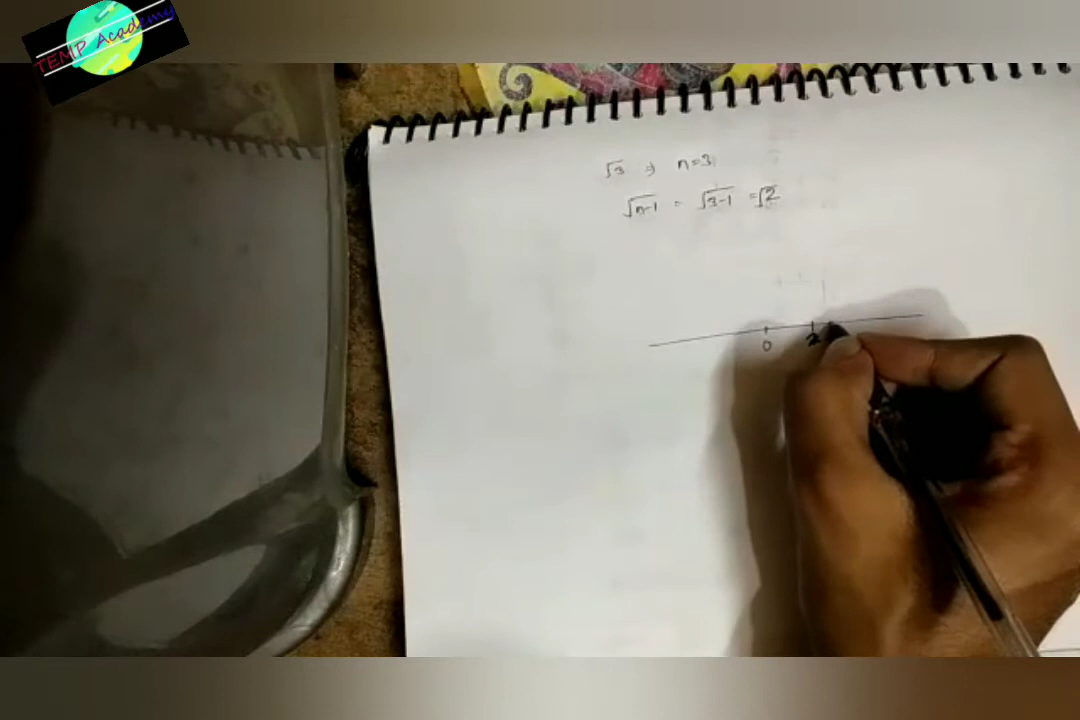 TEMP Academy
√3 ⇒ n=3
√n-1 = √3-1 = √2
0